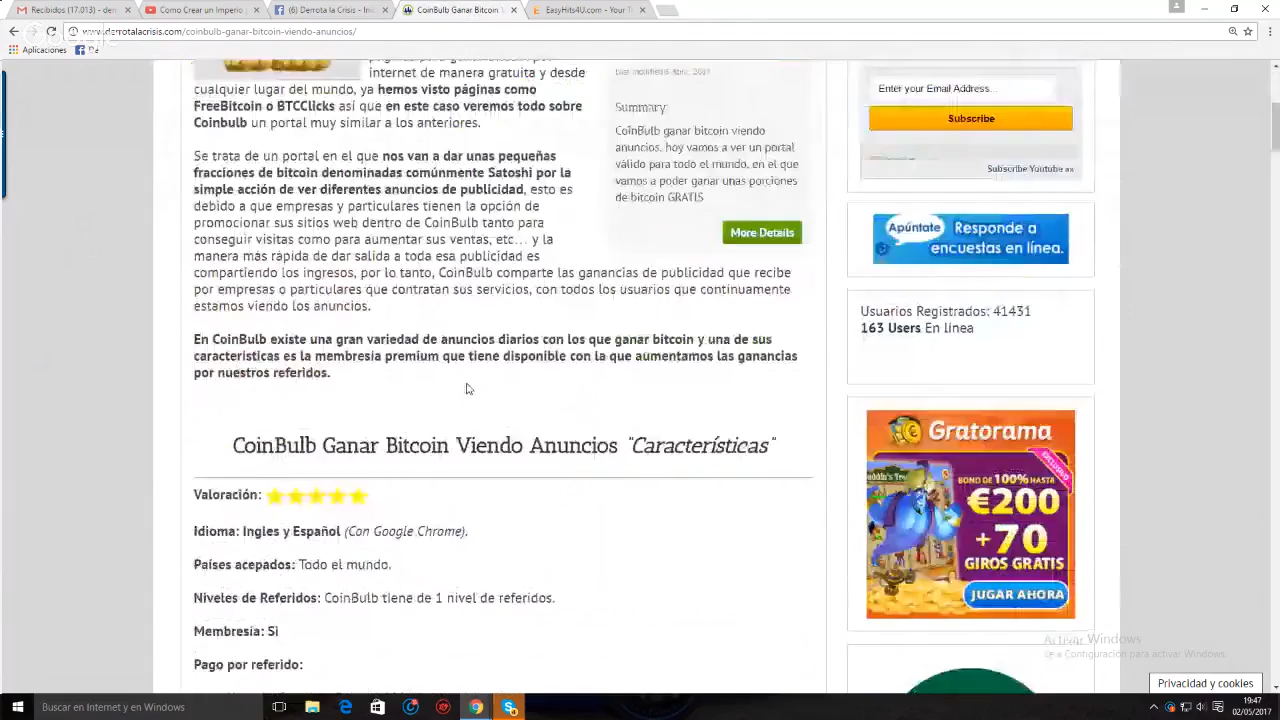 Recibidos (17.013) - den
Como Crear un Imperio
(6) Derrota la Crisis - Inic
CoinBulb Ganar Bitcoin V
EasyHits4U.com - Your T
www.derrotalacrisis.com/coinbulb-ganar-bitcoin-viendo-anuncios/
Aplicaciones
internet de manera gratuita y desde
cualquier lugar del mundo, ya hemos visto páginas como
FreeBitcoin o BTCClicks así que en este caso veremos todo sobre
Coinbulb un portal muy similar a los anteriores.
Se trata de un portal en el que nos van a dar unas pequeñas
fracciones de bitcoin denominadas comúnmente Satoshi por la
simple acción de ver diferentes anuncios de publicidad, esto es
debido a que empresas y particulares tienen la opción de
promocionar sus sitios web dentro de CoinBulb tanto para
conseguir visitas como para aumentar sus ventas, etc... y la
manera más rápida de dar salida a toda esa publicidad es
compartiendo los ingresos, por lo tanto, CoinBulb comparte las ganancias de publicidad que recibe
por empresas o particulares que contratan sus servicios, con todos los usuarios que continuamente
estamos viendo los anuncios.
En CoinBulb existe una gran variedad de anuncios diarios con los que ganar bitcoin y una de sus
características es la membresía premium que tiene disponible con la que aumentamos las ganancias
por nuestros referidos.
CoinBulb Ganar Bitcoin Viendo Anuncios "Características"
Valoración:
Idioma: Ingles y Español (Con Google Chrome).
Países acepados: Todo el mundo.
Niveles de Referidos: CoinBulb tiene de 1 nivel de referidos.
Membresía: Si
Pago por referido:
Summary:
CoinBulb ganar bitcoin viendo
anuncios, hoy vamos a ver un portal
válido para todo el mundo, en el que
vamos a poder ganar unas porciones
de bitcoin GRATIS
More Details
Enter your Email Address...
Subscribe
Subscribe Youtube »»
Apúntate
Responde a
encuestas en línea.
Usuarios Registrados: 41431
163 Users En línea
Gratorama
EXCLUSIVO
BONO DE 100% HASTA
€200
+70
GIROS GRATIS
JUGAR AHORA
Activar Windows
Ve a Configuración para activar Windows.
Privacidad y cookies
Buscar en Internet y en Windows
19:47
02/05/2017